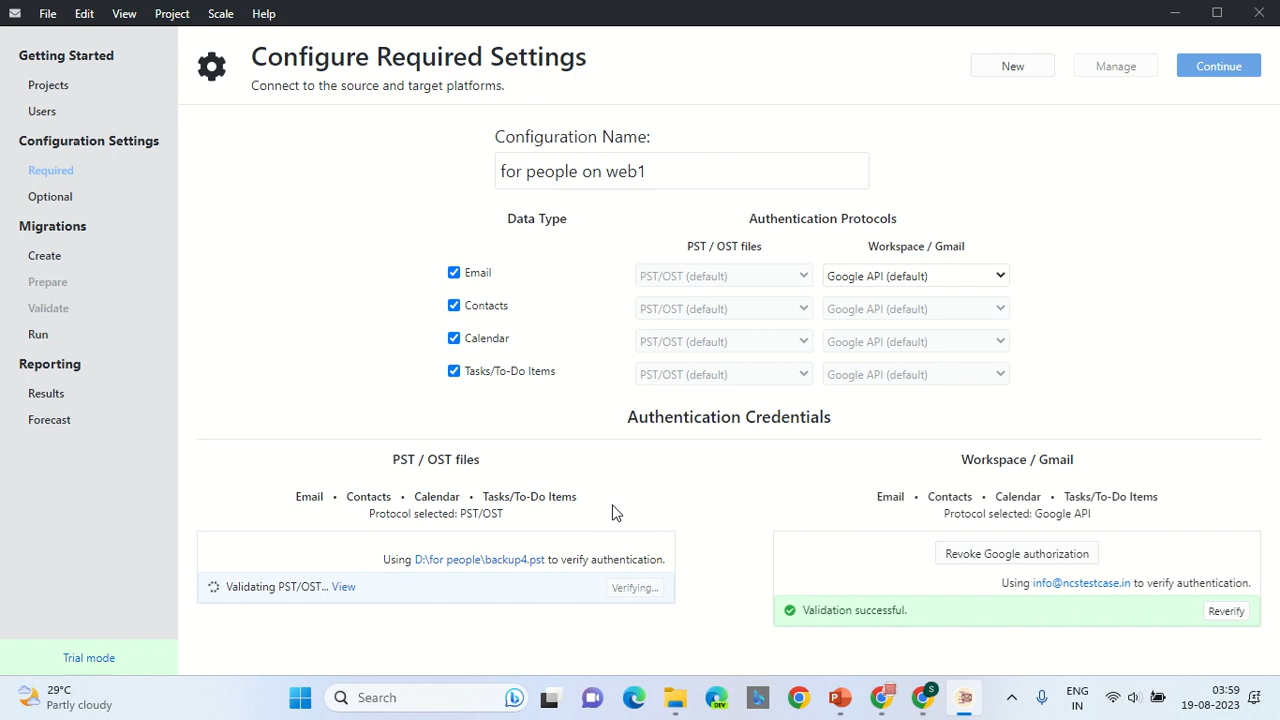 File Edit View Project Scale Help
Getting Started
Projects
Users
Configuration Settings
Required
Optional
Migrations
Create
Prepare
Validate
Run
Reporting
Results
Forecast
Trial mode
Configure Required Settings
Connect to the source and target platforms.
New Manage Continue
Configuration Name:
for people on web1
Data Type Authentication Protocols
PST / OST files Workspace / Gmail
Email PST/OST (default) Google API (default)
Contacts PST/OST (default) Google API (default)
Calendar PST/OST (default) Google API (default)
Tasks/To-Do Items PST/OST (default) Google API (default)
Authentication Credentials
PST / OST files
Email • Contacts • Calendar • Tasks/To-Do Items
Protocol selected: PST/OST
Using D:\for people\backup4.pst to verify authentication.
Validating PST/OST... View Verifying...
Workspace / Gmail
Email • Contacts • Calendar • Tasks/To-Do Items
Protocol selected: Google API
Revoke Google authorization
Using info@ncstestcase.in to verify authentication.
Validation successful. Reverify
29°C
Partly cloudy
Search
DEV
S
ENG
IN
03:59
19-08-2023